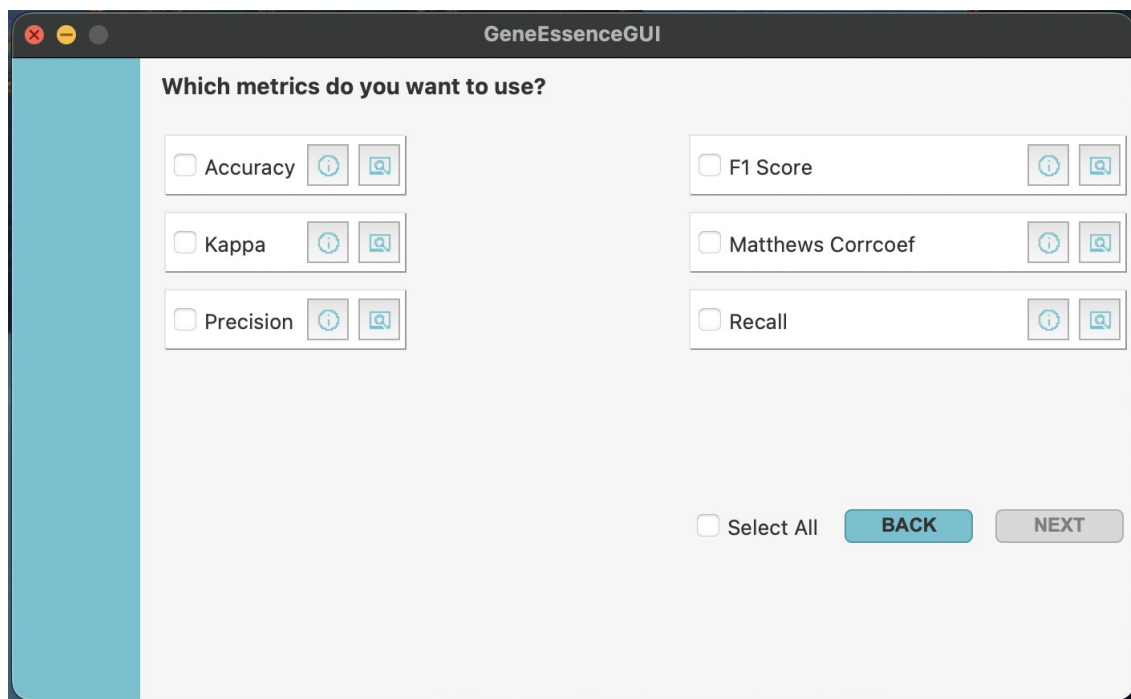 GeneEssenceGUI
Which metrics do you want to use?
Accuracy
F1 Score
Kappa
Matthews Corrcoef
Precision
Recall
Select All
BACK
NEXT